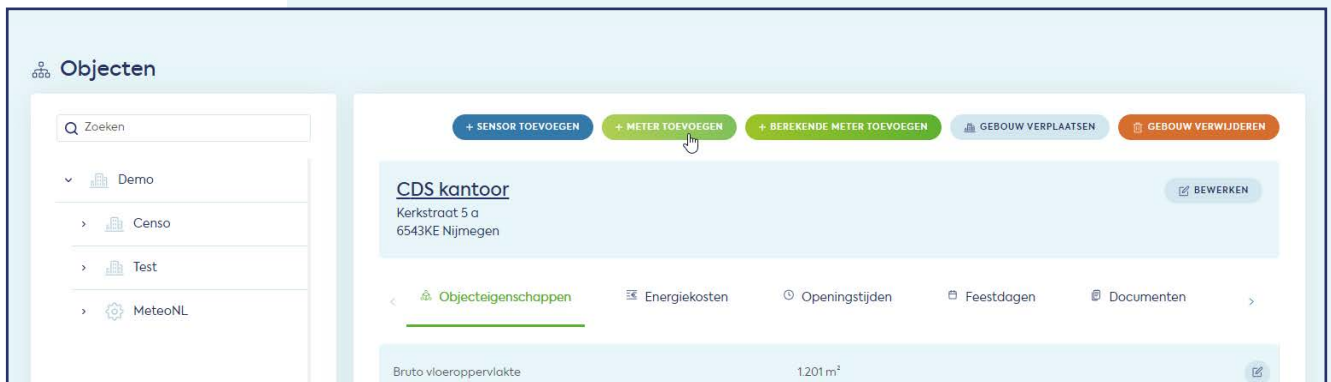 Objecten
Zoeken
+ SENSOR TOEVOEGEN + METER TOEVOEGEN + BEREKENDE METER TOEVOEGEN GEBOUW VERPLAATSEN GEBOUW VERWIJDEREN
Demo
Censo
Test
MeteoNL
CDS kantoor
BEWERKEN
Kerkstraat 5 a
6543KE Nijmegen
Objecteigenschappen Energiekosten Openingstijden Feestdagen Documenten
Bruto vloeroppervlakte 1.201 m²